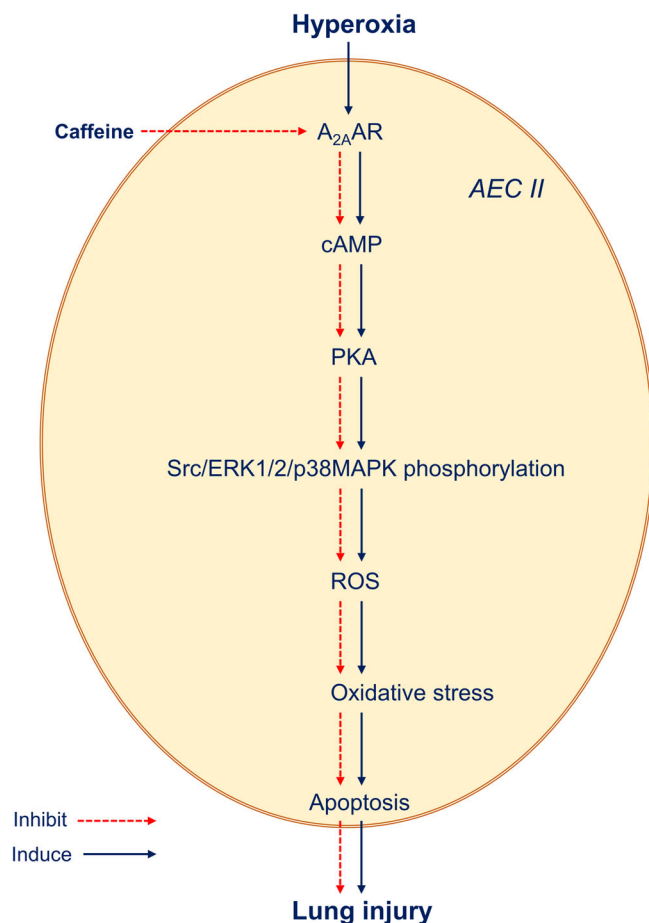 Hyperoxia
Caffeine
A₂ₐAR
AEC II
cAMP
PKA
Src/ERK1/2/p38MAPK phosphorylation
ROS
Oxidative stress
Apoptosis
Inhibit
Induce
Lung injury